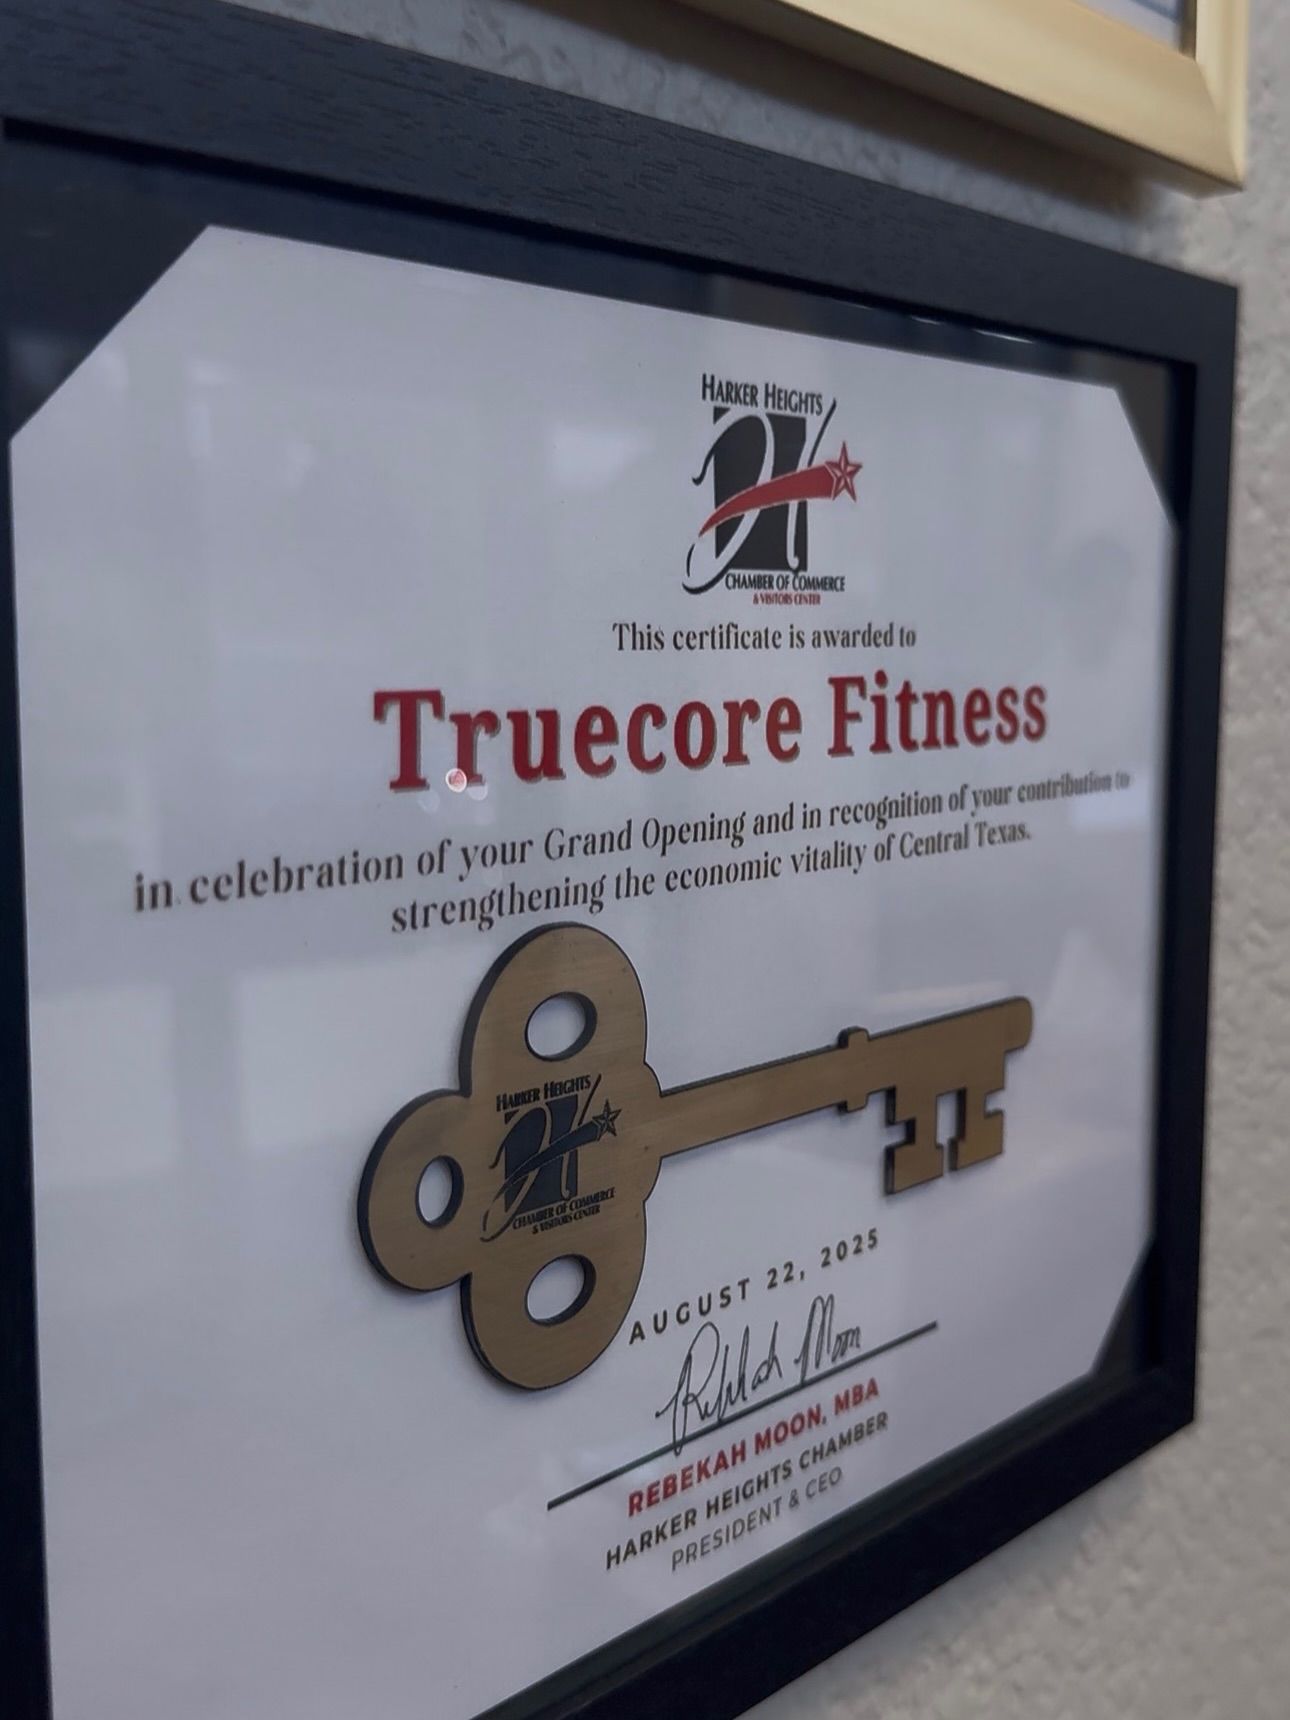 HARKER HEIGHTS
CHAMBER OF COMMERCE
& VISITORS CENTER
This certificate is awarded to
Truecore Fitness
in celebration of your Grand Opening and in recognition of your contribution to
strengthening the economic vitality of Central Texas.
HARKER HEIGHTS
CHAMBER OF COMMERCE
& VISITORS CENTER
AUGUST 22, 2025
Rebekah Moon
REBEKAH MOON, MBA
HARKER HEIGHTS CHAMBER
PRESIDENT & CEO